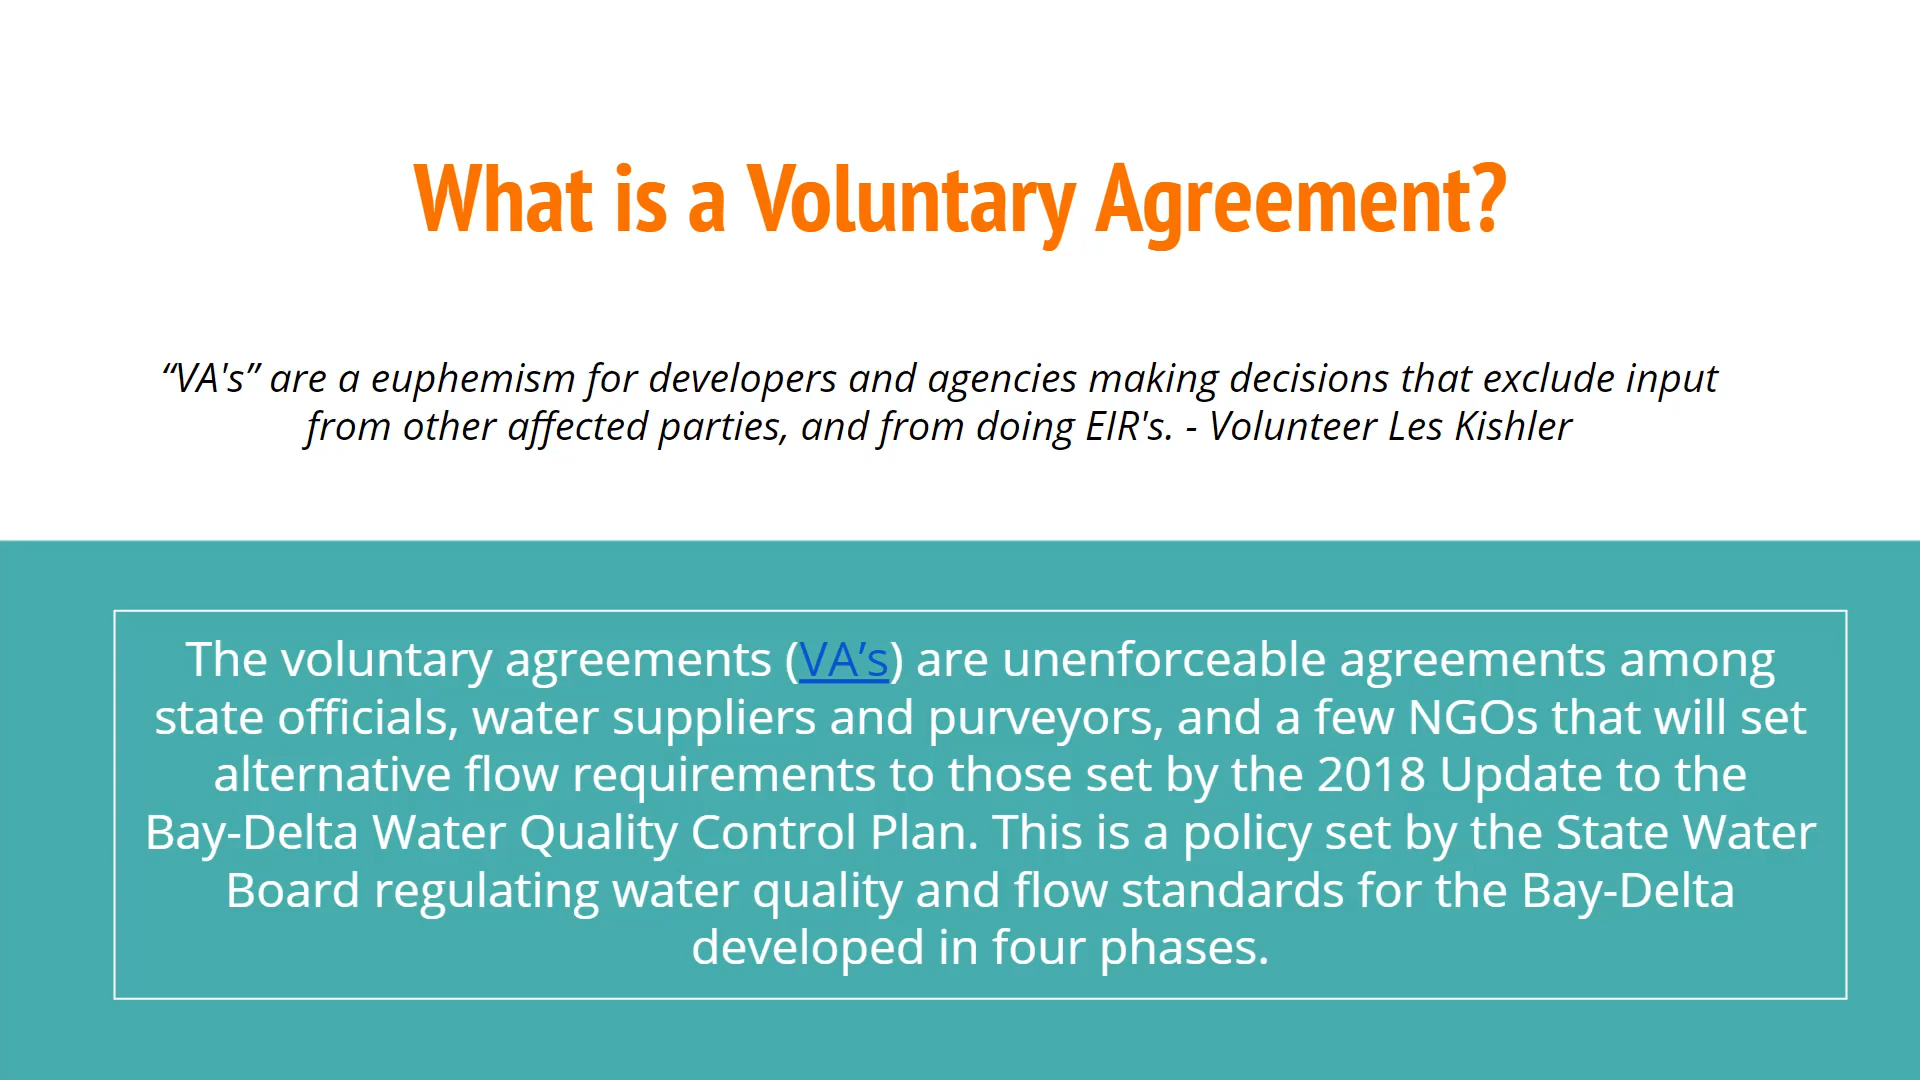 What is a Voluntary Agreement?
“VA's” are a euphemism for developers and agencies making decisions that exclude input
from other affected parties, and from doing EIR's. - Volunteer Les Kishler
The voluntary agreements (VA’s) are unenforceable agreements among
state officials, water suppliers and purveyors, and a few NGOs that will set
alternative flow requirements to those set by the 2018 Update to the
Bay-Delta Water Quality Control Plan. This is a policy set by the State Water
Board regulating water quality and flow standards for the Bay-Delta
developed in four phases.